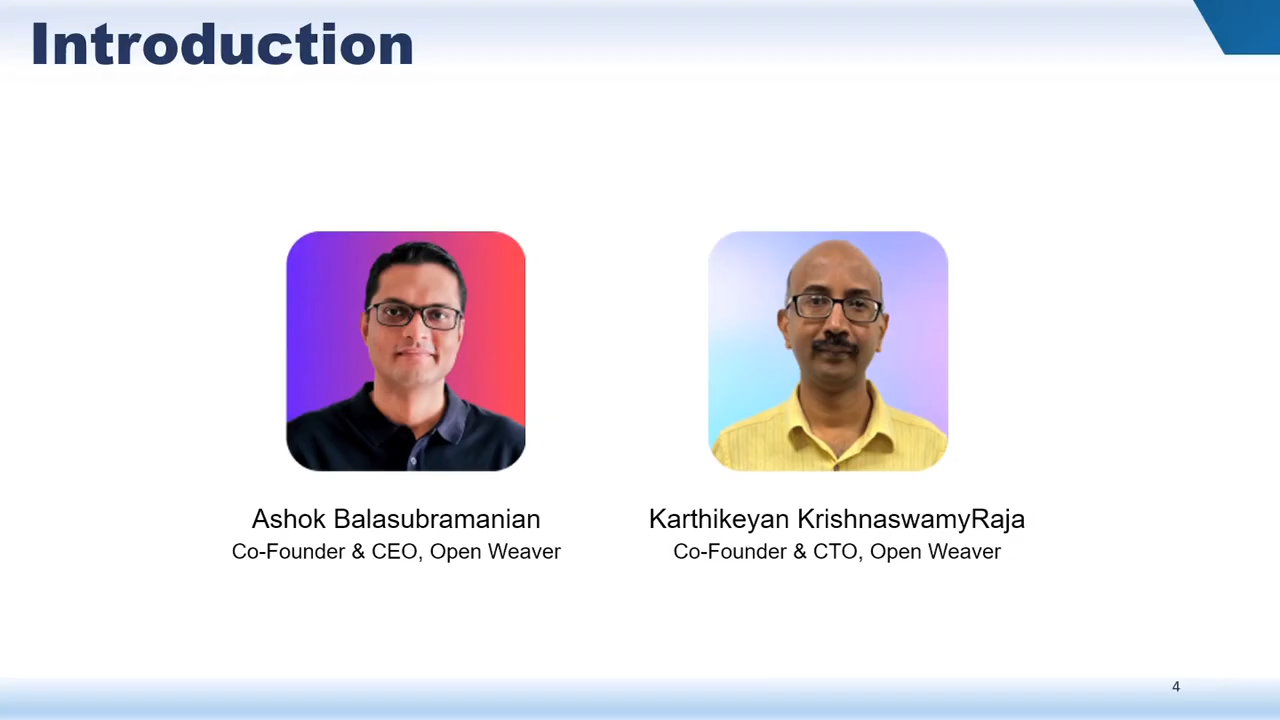 Introduction
Ashok Balasubramanian
Co-Founder & CEO, Open Weaver
Karthikeyan KrishnaswamyRaja
Co-Founder & CTO, Open Weaver
4